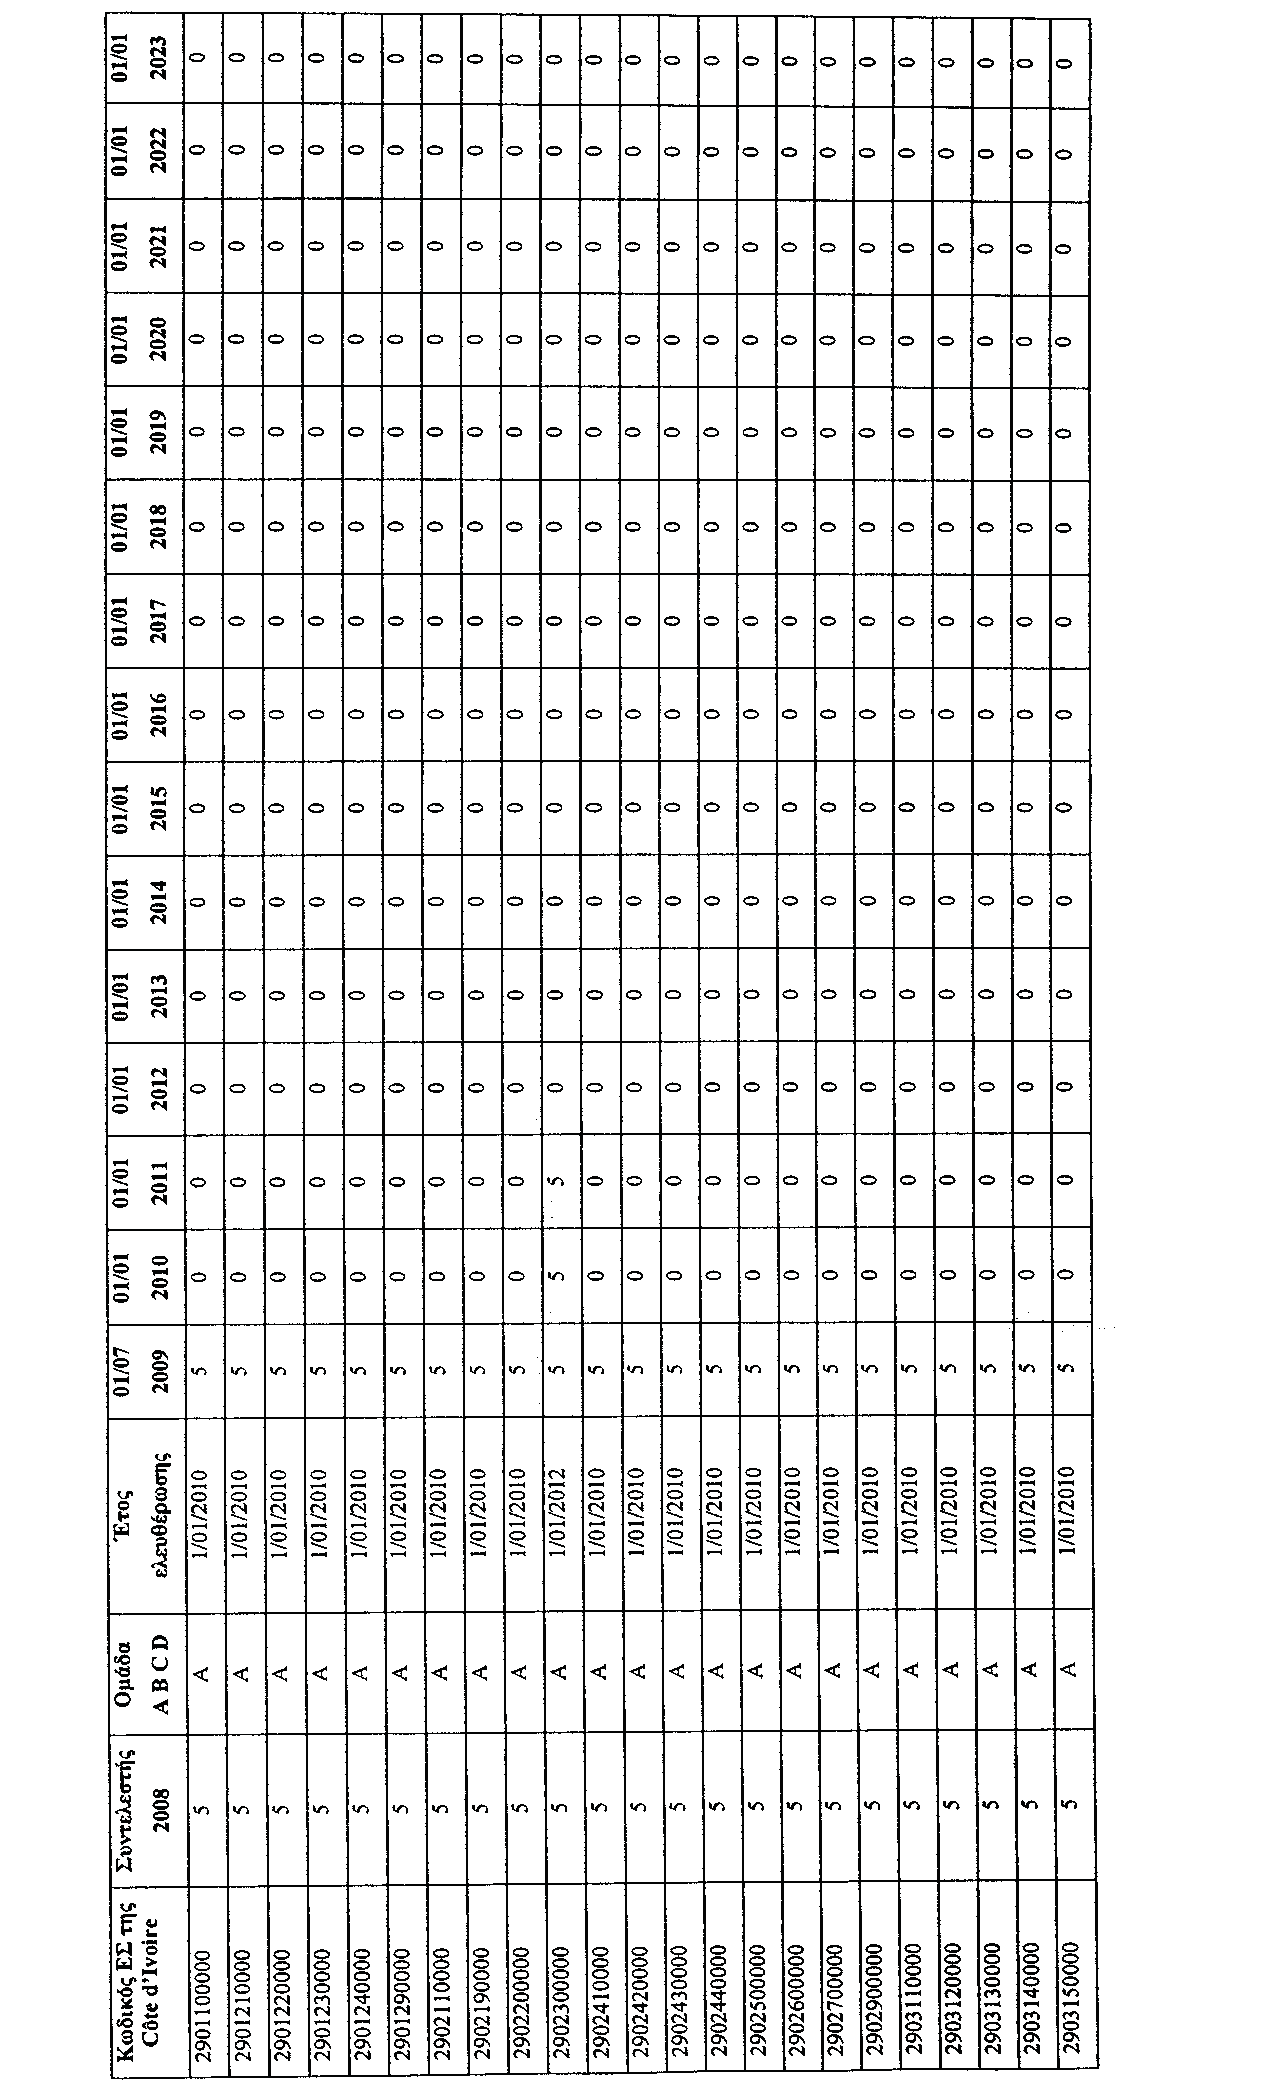 Κωδικός ΕΣ της Côte d'Ivoire Συντελεστής 2008 Ομάδα A B C D Έτος ελευθέρωσης 01/07 2009 01/01 2010 01/01 2011 01/01 2012 01/01 2013 01/01 2014 01/01 2015 01/01 2016 01/01 2017 01/01 2018 01/01 2019 01/01 2020 01/01 2021 01/01 2022 01/01 2023
2901100000 5 A 1/01/2010 5 0 0 0 0 0 0 0 0 0 0 0 0 0 0
2901210000 5 A 1/01/2010 5 0 0 0 0 0 0 0 0 0 0 0 0 0 0
2901220000 5 A 1/01/2010 5 0 0 0 0 0 0 0 0 0 0 0 0 0 0
2901230000 5 A 1/01/2010 5 0 0 0 0 0 0 0 0 0 0 0 0 0 0
2901240000 5 A 1/01/2010 5 0 0 0 0 0 0 0 0 0 0 0 0 0 0
2901290000 5 A 1/01/2010 5 0 0 0 0 0 0 0 0 0 0 0 0 0 0
2902110000 5 A 1/01/2010 5 0 0 0 0 0 0 0 0 0 0 0 0 0 0
2902190000 5 A 1/01/2010 5 0 0 0 0 0 0 0 0 0 0 0 0 0 0
2902200000 5 A 1/01/2010 5 0 0 0 0 0 0 0 0 0 0 0 0 0 0
2902300000 5 A 1/01/2012 5 5 5 0 0 0 0 0 0 0 0 0 0 0 0
2902410000 5 A 1/01/2010 5 0 0 0 0 0 0 0 0 0 0 0 0 0 0
2902420000 5 A 1/01/2010 5 0 0 0 0 0 0 0 0 0 0 0 0 0 0
2902430000 5 A 1/01/2010 5 0 0 0 0 0 0 0 0 0 0 0 0 0 0
2902440000 5 A 1/01/2010 5 0 0 0 0 0 0 0 0 0 0 0 0 0 0
2902500000 5 A 1/01/2010 5 0 0 0 0 0 0 0 0 0 0 0 0 0 0
2902600000 5 A 1/01/2010 5 0 0 0 0 0 0 0 0 0 0 0 0 0 0
2902700000 5 A 1/01/2010 5 0 0 0 0 0 0 0 0 0 0 0 0 0 0
2902900000 5 A 1/01/2010 5 0 0 0 0 0 0 0 0 0 0 0 0 0 0
2903110000 5 A 1/01/2010 5 0 0 0 0 0 0 0 0 0 0 0 0 0 0
2903120000 5 A 1/01/2010 5 0 0 0 0 0 0 0 0 0 0 0 0 0 0
2903130000 5 A 1/01/2010 5 0 0 0 0 0 0 0 0 0 0 0 0 0 0
2903140000 5 A 1/01/2010 5 0 0 0 0 0 0 0 0 0 0 0 0 0 0
2903150000 5 A 1/01/2010 5 0 0 0 0 0 0 0 0 0 0 0 0 0 0